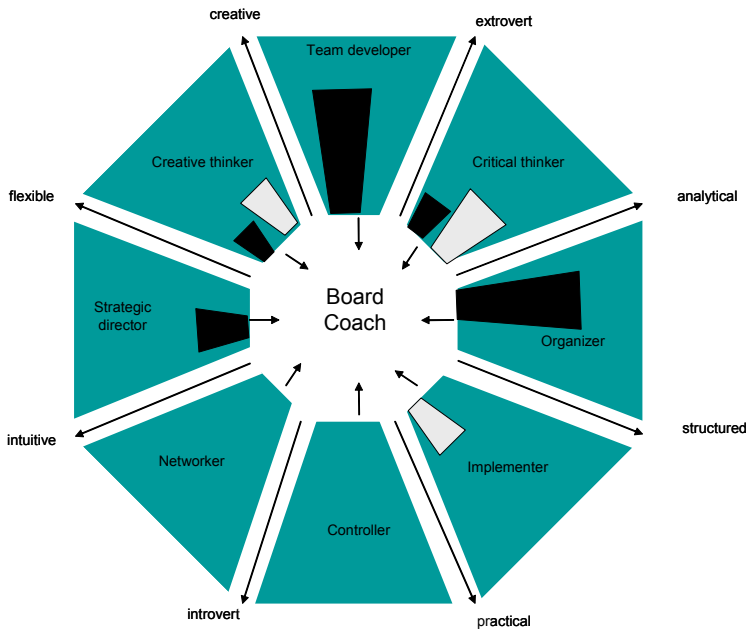 creative
extrovert
Team developer
Creative thinker
Critical thinker
flexible
analytical
Board
Coach
Strategic
director
Organizer
intuitive
structured
Networker
Implementer
Controller
introvert
practical